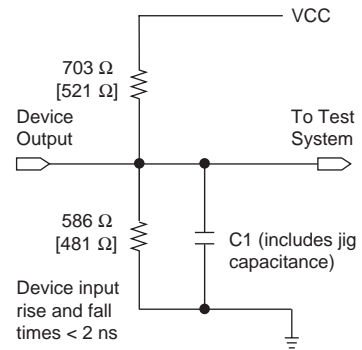 VCC
703 Ω
[521 Ω]
Device
Output
To Test
System
586 Ω
[481 Ω]
C1 (includes jig
capacitance)
Device input
rise and fall
times < 2 ns